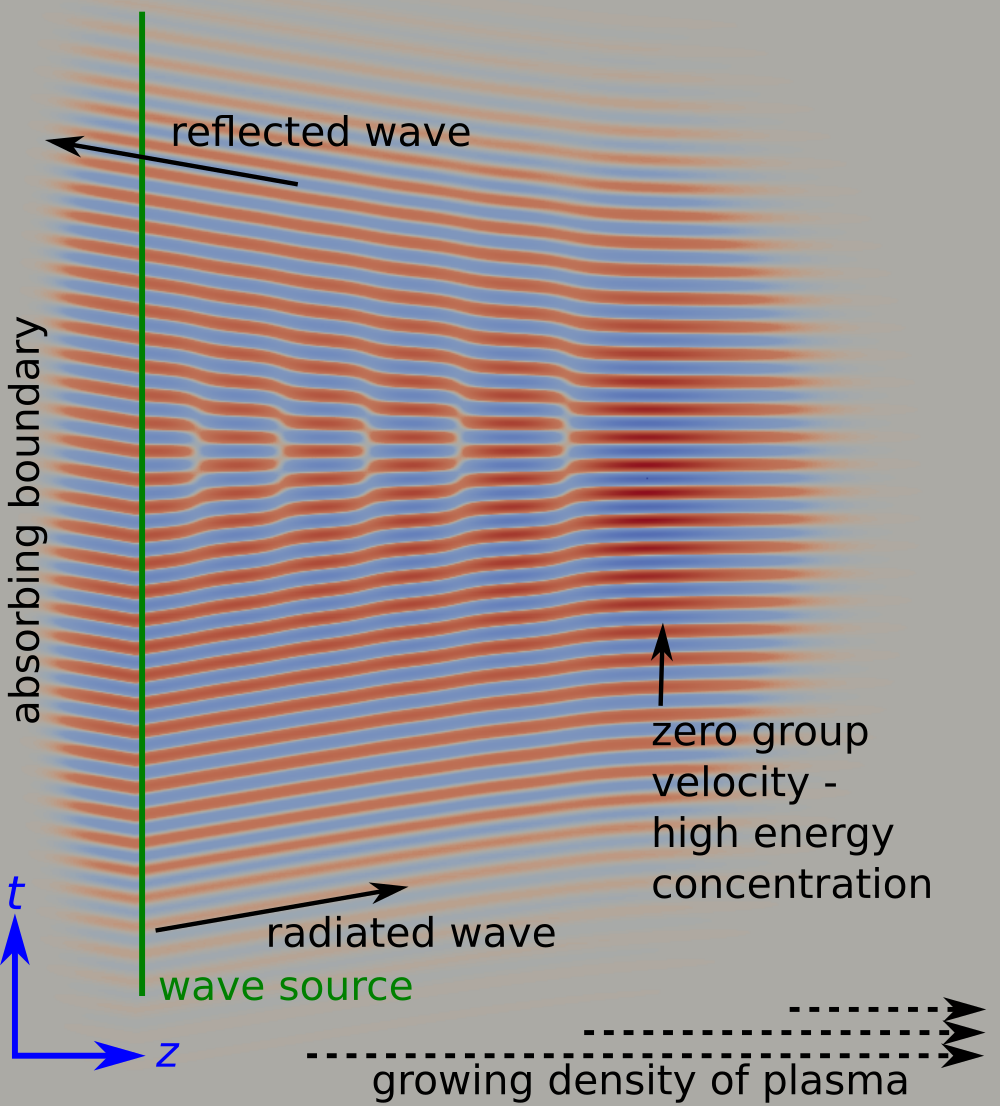 reflected wave
absorbing boundary
zero group
velocity -
high energy
concentration
t
radiated wave
wave source
z
growing density of plasma